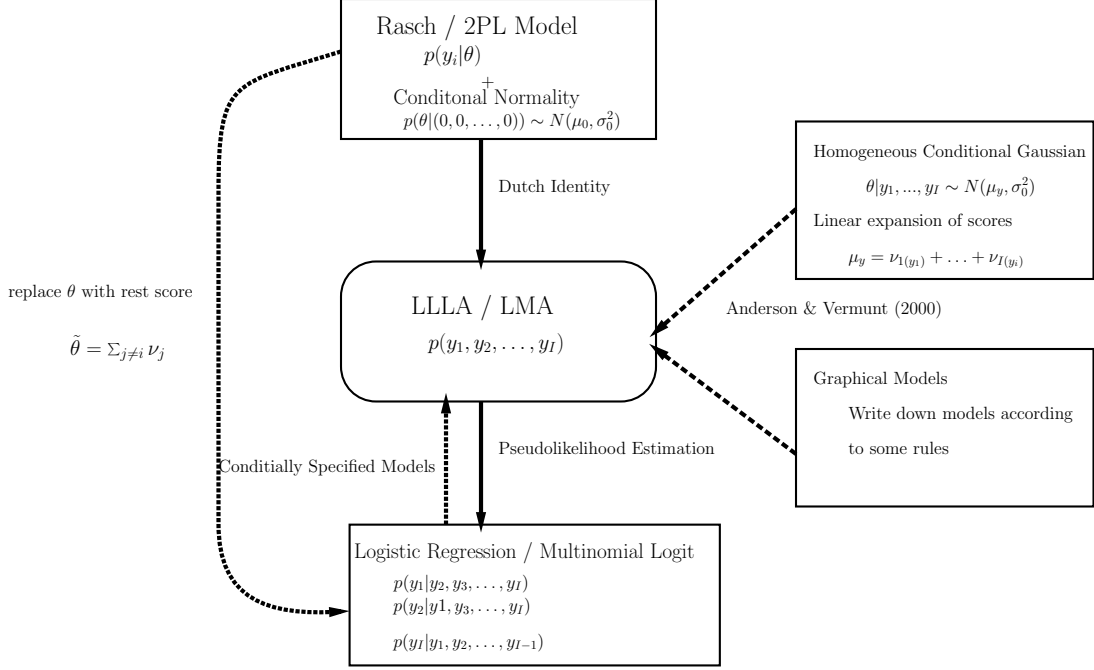 Rasch / 2PL Model
p(y_i|θ)
+
Conditonal Normality
p(θ|(0, 0, . . . , 0)) ∼ N(μ_0, σ_0^2)
Dutch Identity
Homogeneous Conditional Gaussian
θ|y_1, ..., y_I ∼ N(μ_y, σ_0^2)
Linear expansion of scores
μ_y = ν_{1(y_1)} + . . . + ν_{I(y_i)}
replace θ with rest score
θ̃ = Σ_{j≠i} ν_j
LLLA / LMA
p(y_1, y_2, . . . , y_I)
Anderson & Vermunt (2000)
Graphical Models
Write down models according
to some rules
Conditially Specified Models
Pseudolikelihood Estimation
Logistic Regression / Multinomial Logit
p(y_1|y_2, y_3, . . . , y_I)
p(y_2|y1, y_3, . . . , y_I)
p(y_I|y_1, y_2, . . . , y_{I−1})